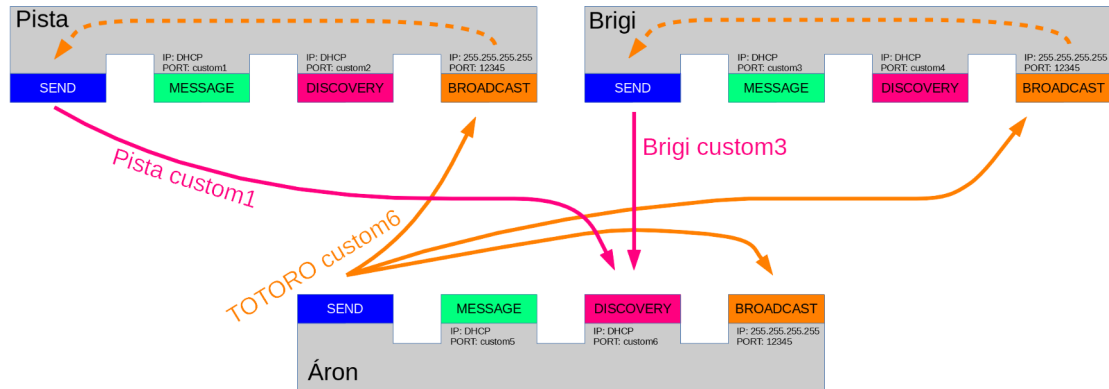 Pista
IP: DHCP
PORT: custom1
IP: DHCP
PORT: custom2
IP: 255.255.255.255
PORT: 12345
SEND
MESSAGE
DISCOVERY
BROADCAST
Brigi
IP: DHCP
PORT: custom3
IP: DHCP
PORT: custom4
IP: 255.255.255.255
PORT: 12345
SEND
MESSAGE
DISCOVERY
BROADCAST
Pista custom1
Brigi custom3
TOTORO custom6
SEND
MESSAGE
DISCOVERY
BROADCAST
IP: DHCP
PORT: custom5
IP: DHCP
PORT: custom6
IP: 255.255.255.255
PORT: 12345
Áron